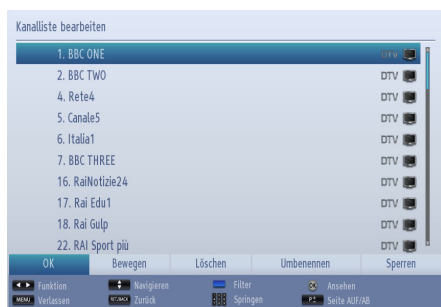 Kanalliste bearbeiten
1. BBC ONE DTV
2. BBC TWO DTV
4. Rete4 DTV
5. Canale5 DTV
6. Italia1 DTV
7. BBC THREE DTV
16. RaiNotizie24 DTV
17. Rai Edu1 DTV
18. Rai Gulp DTV
22. RAI Sport più DTV
OK Bewegen Löschen Umbenennen Sperren
Funktion Navigieren Filter Ansehen
MENU Verlassen RET/BACK Zurück Springen P Seite AUF/AB